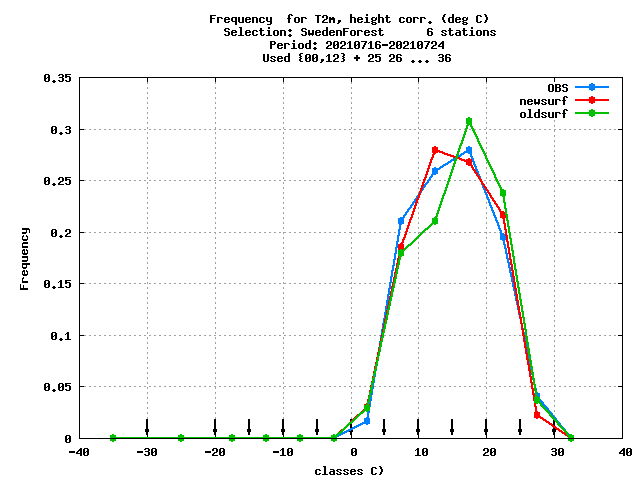 Frequency  for T2m, height corr. (deg C)
Selection: SwedenForest      6 stations
Period: 20210716-20210724
Used {00,12} + 25 26 ... 36
OBS
newsurf
oldsurf
0.35
0.3
0.25
0.2
0.15
0.1
0.05
0
Frequency
-40 -30 -20 -10 0 10 20 30 40
classes C)